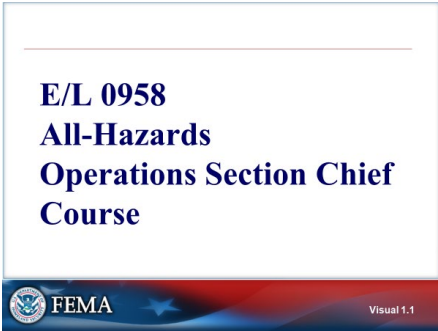 E/L 0958
All-Hazards
Operations Section Chief
Course
FEMA
Visual 1.1